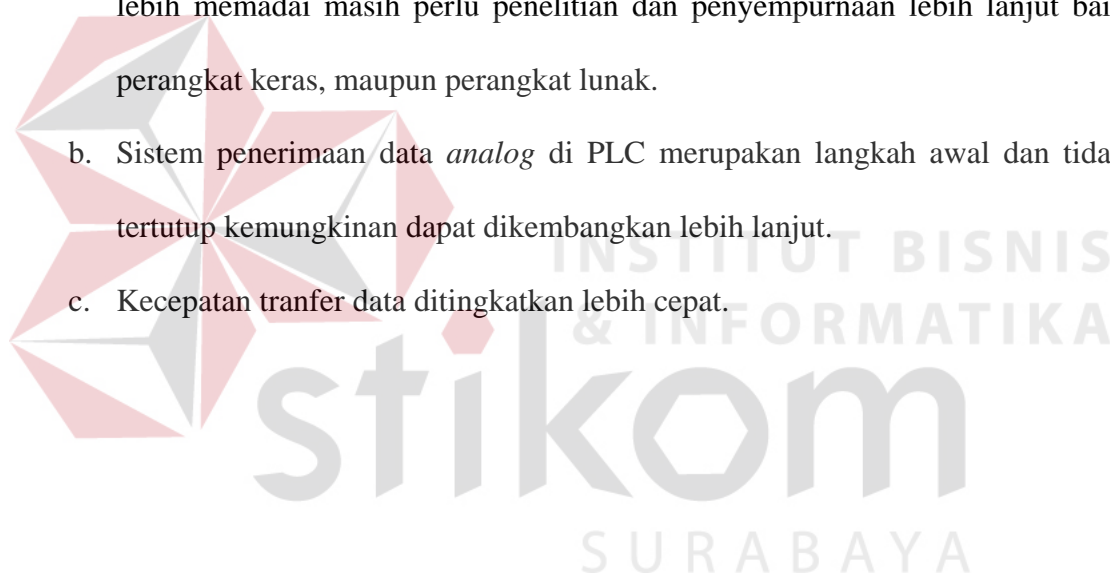 lebih memadai masih perlu penelitian dan penyempurnaan lebih lanjut bai
perangkat keras, maupun perangkat lunak.
b. Sistem penerimaan data analog di PLC merupakan langkah awal dan tida
tertutup kemungkinan dapat dikembangkan lebih lanjut.
INSTITUT BISNIS
c. Kecepatan tranfer data ditingkatkan lebih cepat.
& INFORMATIKA
stikom
SURABAYA